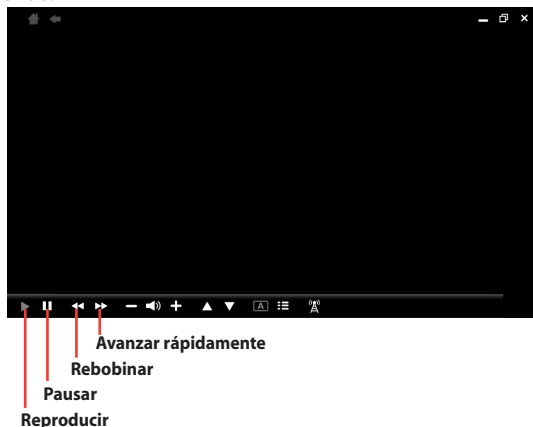 A
Avanzar rápidamente
Rebobinar
Pausar
Reproducir